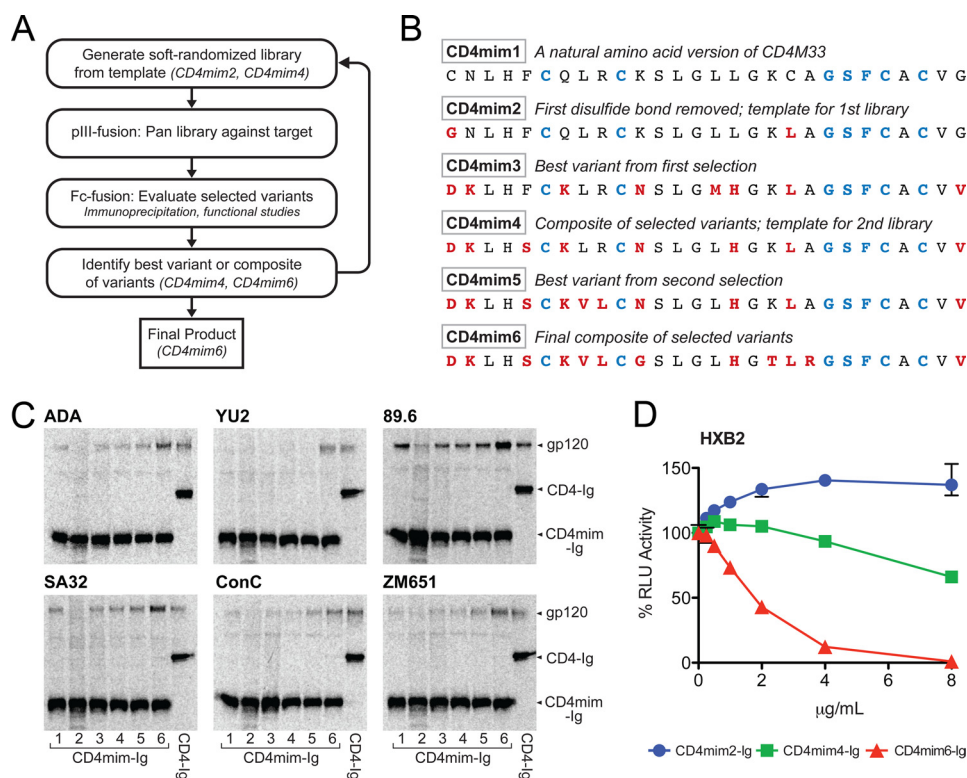 A
Generate soft-randomized library
from template (CD4mim2, CD4mim4)
pIII-fusion: Pan library against target
Fc-fusion: Evaluate selected variants
Immunoprecipitation, functional studies
Identify best variant or composite
of variants (CD4mim4, CD4mim6)
Final Product
(CD4mim6)
B
CD4mim1 A natural amino acid version of CD4M33
C N L H F C Q L R C K S L G L L G K C A G S F C A C V G
CD4mim2 First disulfide bond removed; template for 1st library
G N L H F C Q L R C K S L G L L G K L A G S F C A C V G
CD4mim3 Best variant from first selection
D K L H F C K L R C N S L G M H G K L A G S F C A C V V
CD4mim4 Composite of selected variants; template for 2nd library
D K L H S C K L R C N S L G L H G K L A G S F C A C V V
CD4mim5 Best variant from second selection
D K L H S C K V L C N S L G L H G K L A G S F C A C V V
CD4mim6 Final composite of selected variants
D K L H S C K V L C G S L G L H G T L R G S F C A C V V
C
ADA YU2 89.6
gp120
CD4-Ig
CD4mim
-Ig
SA32 ConC ZM651
gp120
CD4-Ig
CD4mim
-Ig
1 2 3 4 5 6 1 2 3 4 5 6 1 2 3 4 5 6
CD4mim-Ig CD4-Ig CD4mim-Ig CD4-Ig CD4mim-Ig CD4-Ig
D
HXB2
% RLU Activity
150
100
50
0
0 2 4 6 8
μg/mL
CD4mim2-Ig CD4mim4-Ig CD4mim6-Ig